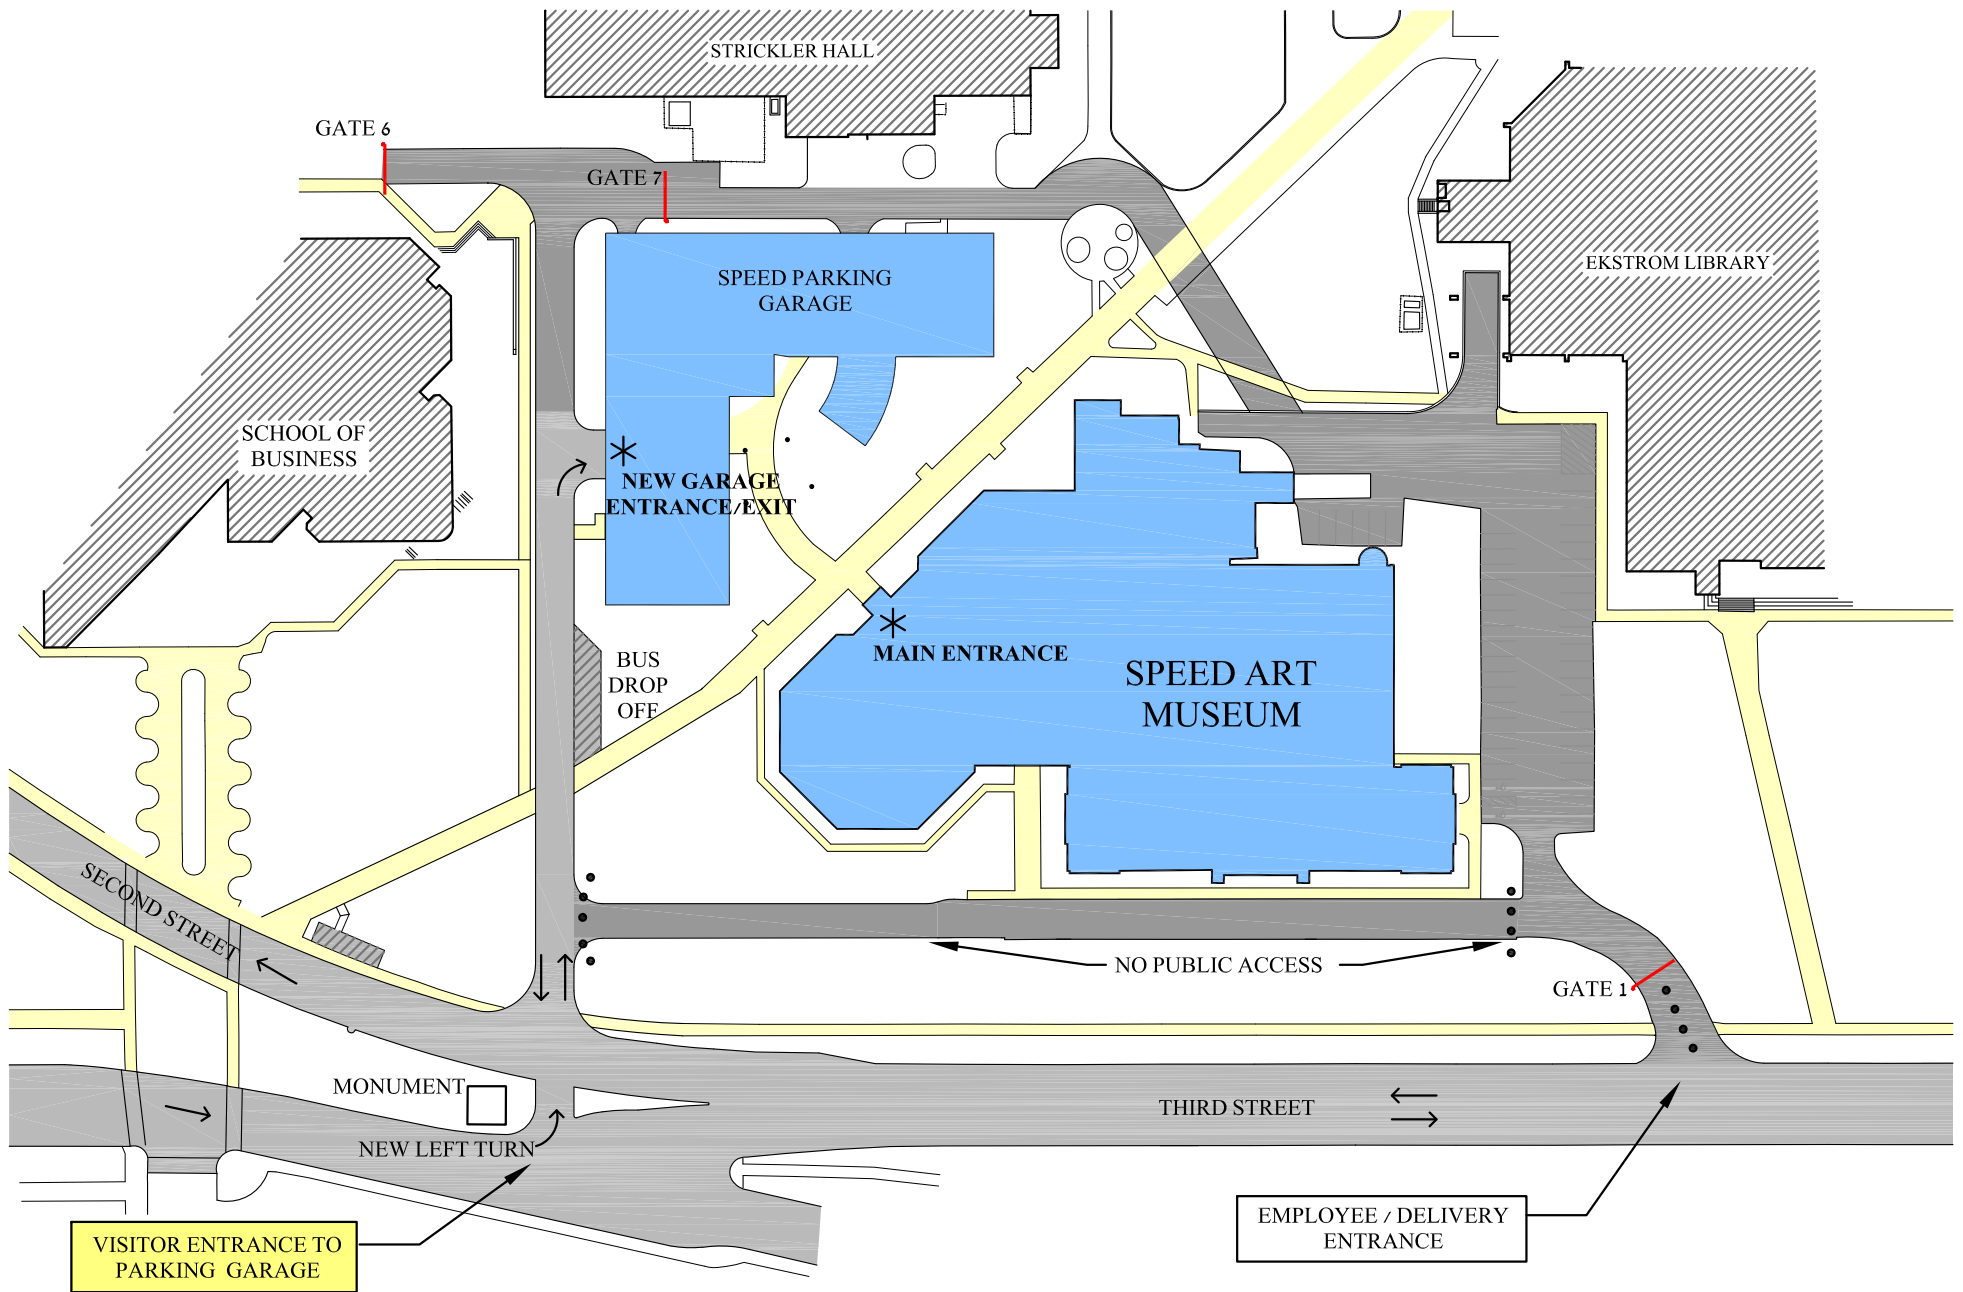 STRICKLER HALL
GATE 6
GATE 7
EKSTROM LIBRARY
SPEED PARKING
GARAGE
SCHOOL OF
BUSINESS
NEW GARAGE
ENTRANCE/EXIT
MAIN ENTRANCE
BUS
DROP
OFF
SPEED ART
MUSEUM
SECOND STREET
NO PUBLIC ACCESS
GATE 1
MONUMENT
THIRD STREET
NEW LEFT TURN
EMPLOYEE / DELIVERY
ENTRANCE
VISITOR ENTRANCE TO
PARKING GARAGE